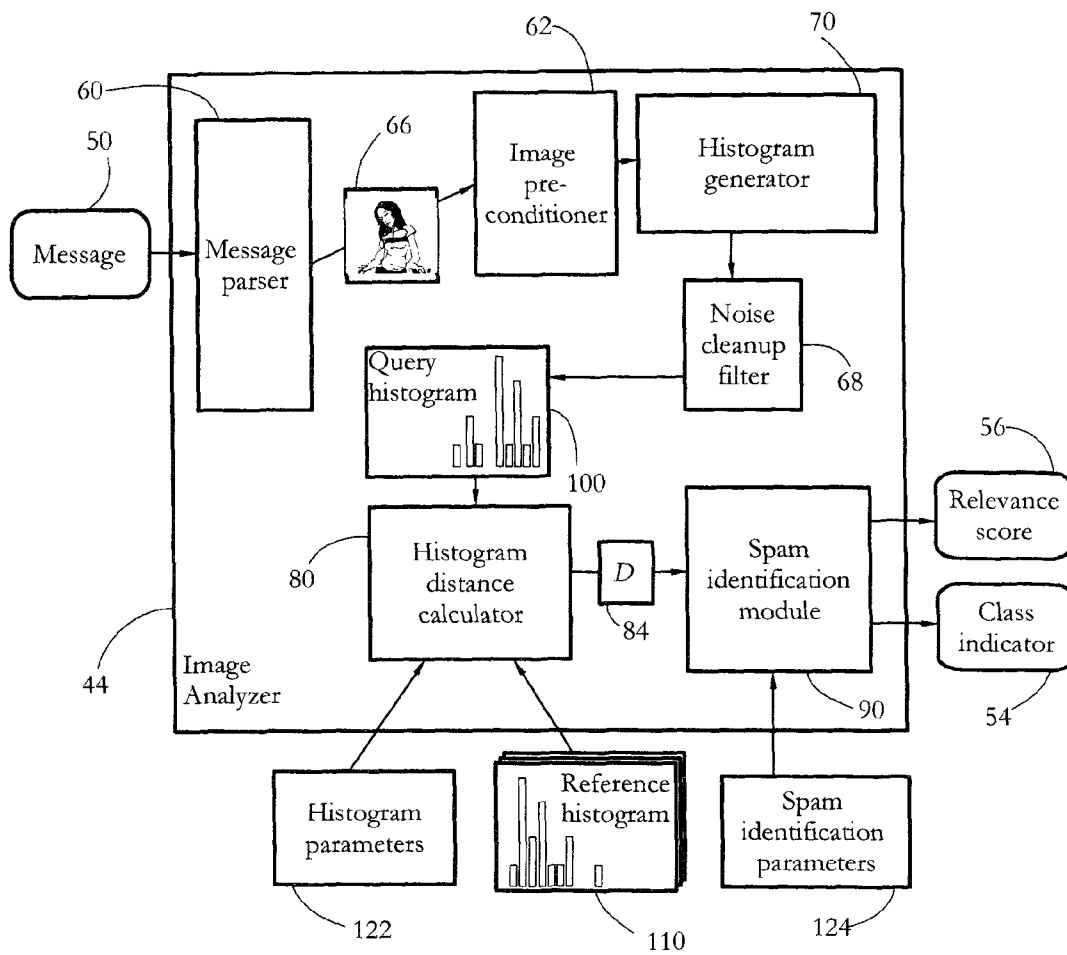 62
70
60
66
50
Message
Message
parser
Image
pre-
conditioner
Histogram
generator
Noise
cleanup
filter
68
Query
histogram
100
56
Relevance
score
80
Histogram
distance
calculator
D
84
Spam
identification
module
Class
indicator
54
44
Image
Analyzer
90
Histogram
parameters
122
Reference
histogram
110
Spam
identification
parameters
124